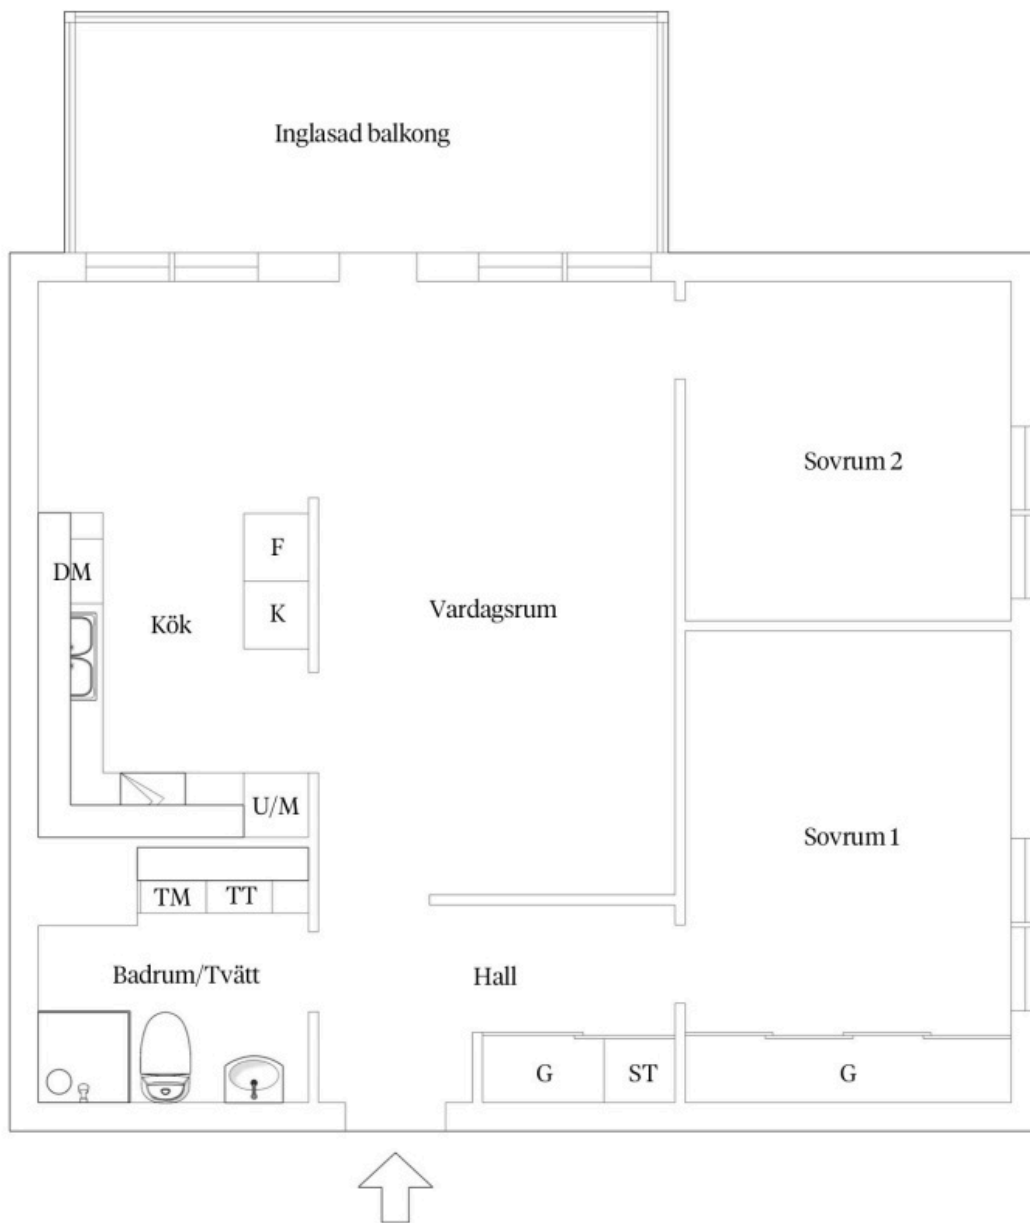 Inglasad balkong
Sovrum 2
F
DM
K
Kök
Vardagsrum
U/M
Sovrum 1
TM
TT
Badrum/Tvätt
Hall
G
ST
G